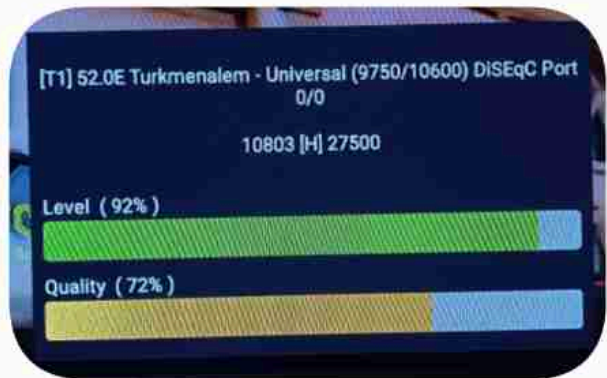 [T1] 52.0E Turkmenalem - Universal (9750/10600) DiSEqC Port
0/0
10803 [H] 27500
Level ( 92% )
Quality ( 72% )